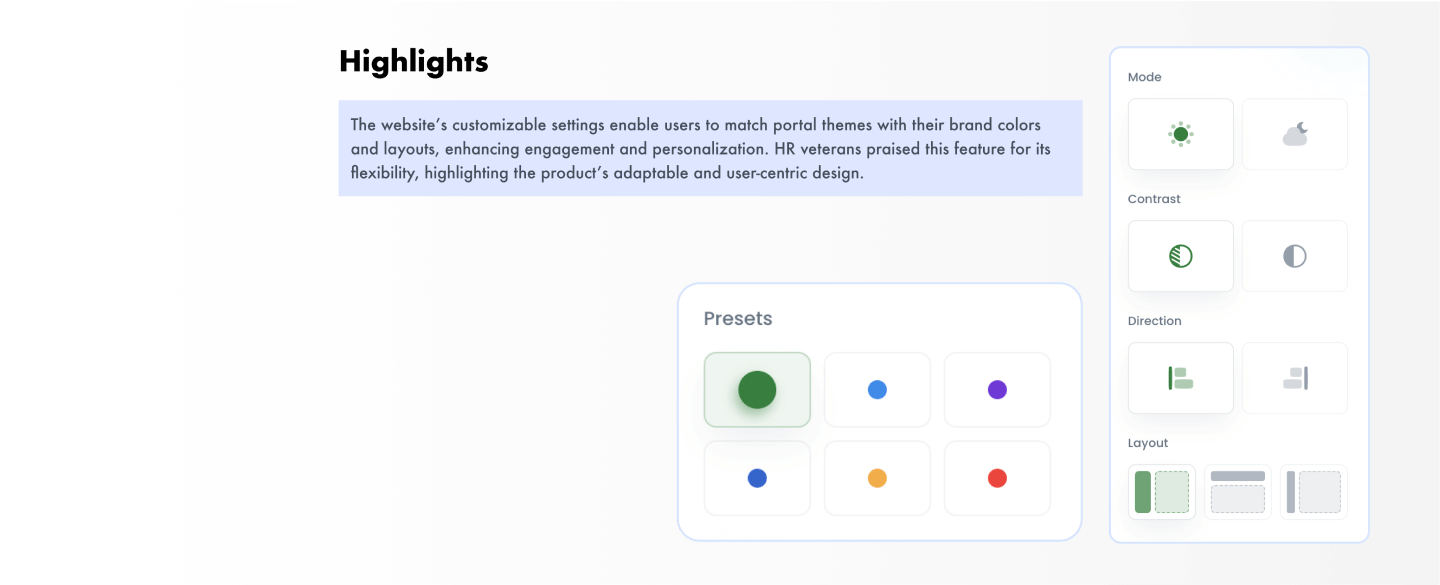 Highlights
The website’s customizable settings enable users to match portal themes with their brand colors
and layouts, enhancing engagement and personalization. HR veterans praised this feature for its
flexibility, highlighting the product’s adaptable and user-centric design.
Presets
Mode
Contrast
Direction
Layout